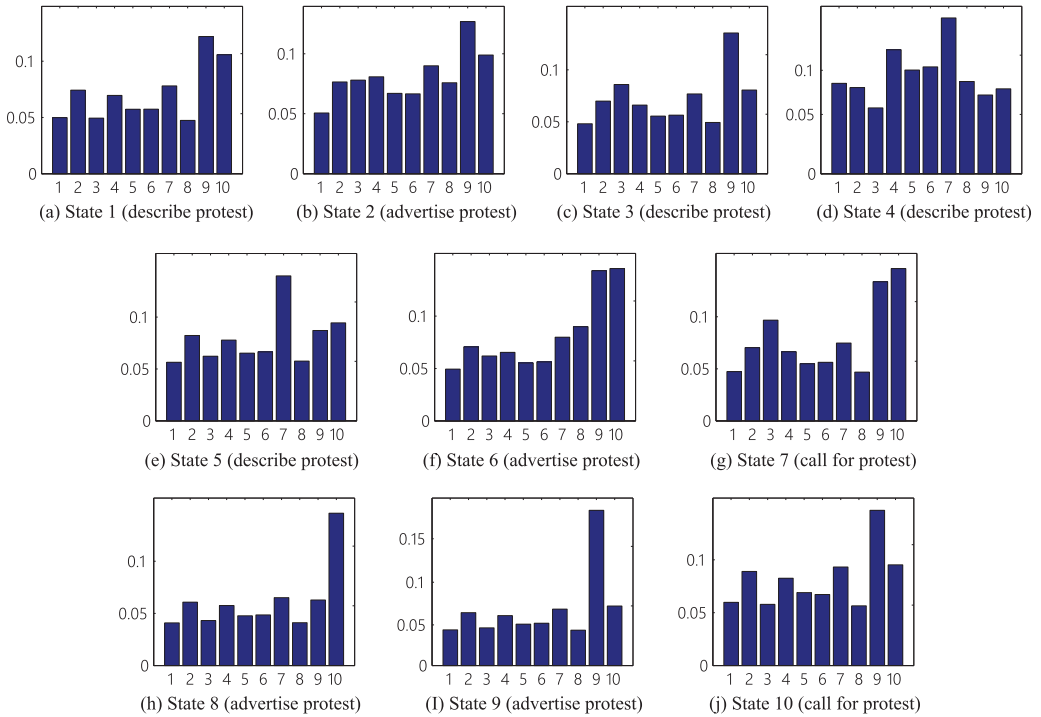 0.1
0.05
0
1 2 3 4 5 6 7 8 9 10
(a) State 1 (describe protest)
0.1
0.05
0
1 2 3 4 5 6 7 8 9 10
(b) State 2 (advertise protest)
0.1
0.05
0
1 2 3 4 5 6 7 8 9 10
(c) State 3 (describe protest)
0.1
0.05
0
1 2 3 4 5 6 7 8 9 10
(d) State 4 (describe protest)
0.1
0.05
0
1 2 3 4 5 6 7 8 9 10
(e) State 5 (describe protest)
0.1
0.05
0
1 2 3 4 5 6 7 8 9 10
(f) State 6 (advertise protest)
0.1
0.05
0
1 2 3 4 5 6 7 8 9 10
(g) State 7 (call for protest)
0.1
0.05
0
1 2 3 4 5 6 7 8 9 10
(h) State 8 (advertise protest)
0.15
0.1
0.05
0
1 2 3 4 5 6 7 8 9 10
(I) State 9 (advertise protest)
0.1
0.05
0
1 2 3 4 5 6 7 8 9 10
(j) State 10 (call for protest)